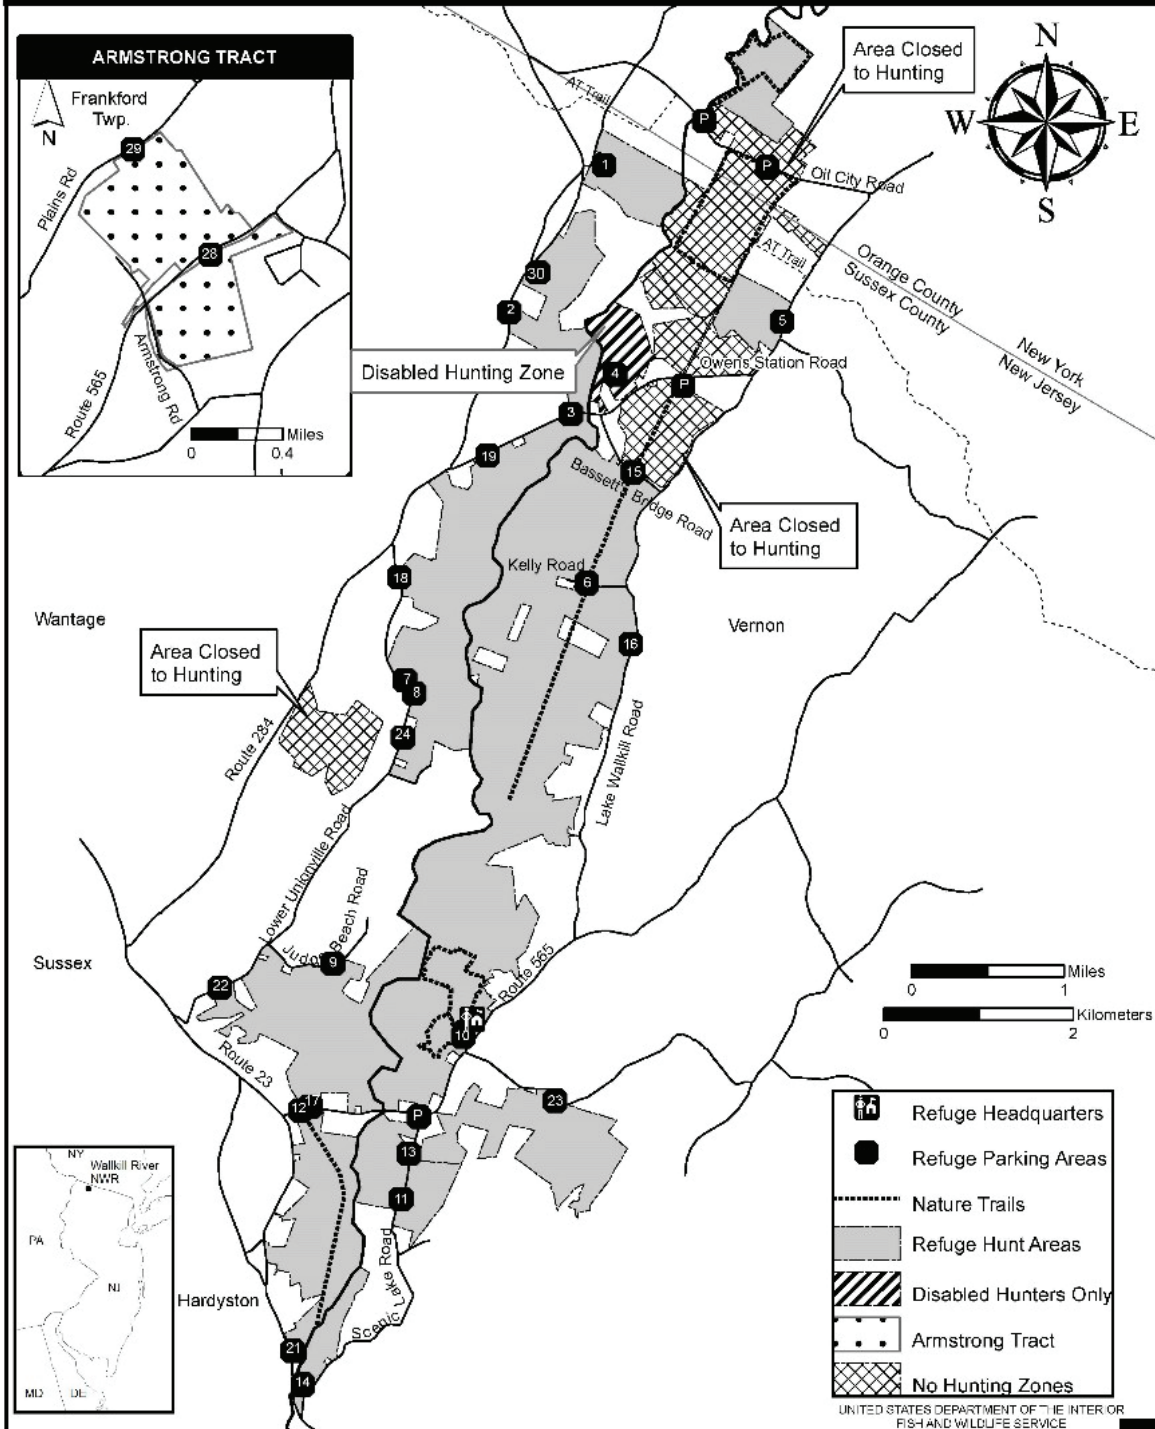 ARMSTRONG TRACT
Frankford
Twp.
N
29
Plains Rd
28
Armstrong Rd
Route 565
Miles
0
0.4
Area Closed
to Hunting
N
W
E
S
AT Trail
P
1
P
Oil City Road
AT Trail
Orange County
Sussex County
30
2
5
New York
New Jersey
Disabled Hunting Zone
4
Owens Station Road
P
3
19
15
Bassett Bridge Road
Area Closed
to Hunting
Kelly Road
6
18
Wantage
Vernon
16
Area Closed
to Hunting
7
8
24
Route 284
Lake Wallkill Road
Lower Unionville Road
Beach Road
9
Sussex
22
Route 565
10
Miles
0
1
Kilometers
0
2
Route 23
12
17
P
23
13
11
Scenic Lake Road
Hardyston
21
14
NY
Wallkill River
NWR
PA
NJ
MD
DE
Refuge Headquarters
Refuge Parking Areas
Nature Trails
Refuge Hunt Areas
Disabled Hunters Only
Armstrong Tract
No Hunting Zones
UNITED STATES DEPARTMENT OF THE INTERIOR
FISH AND WILDLIFE SERVICE